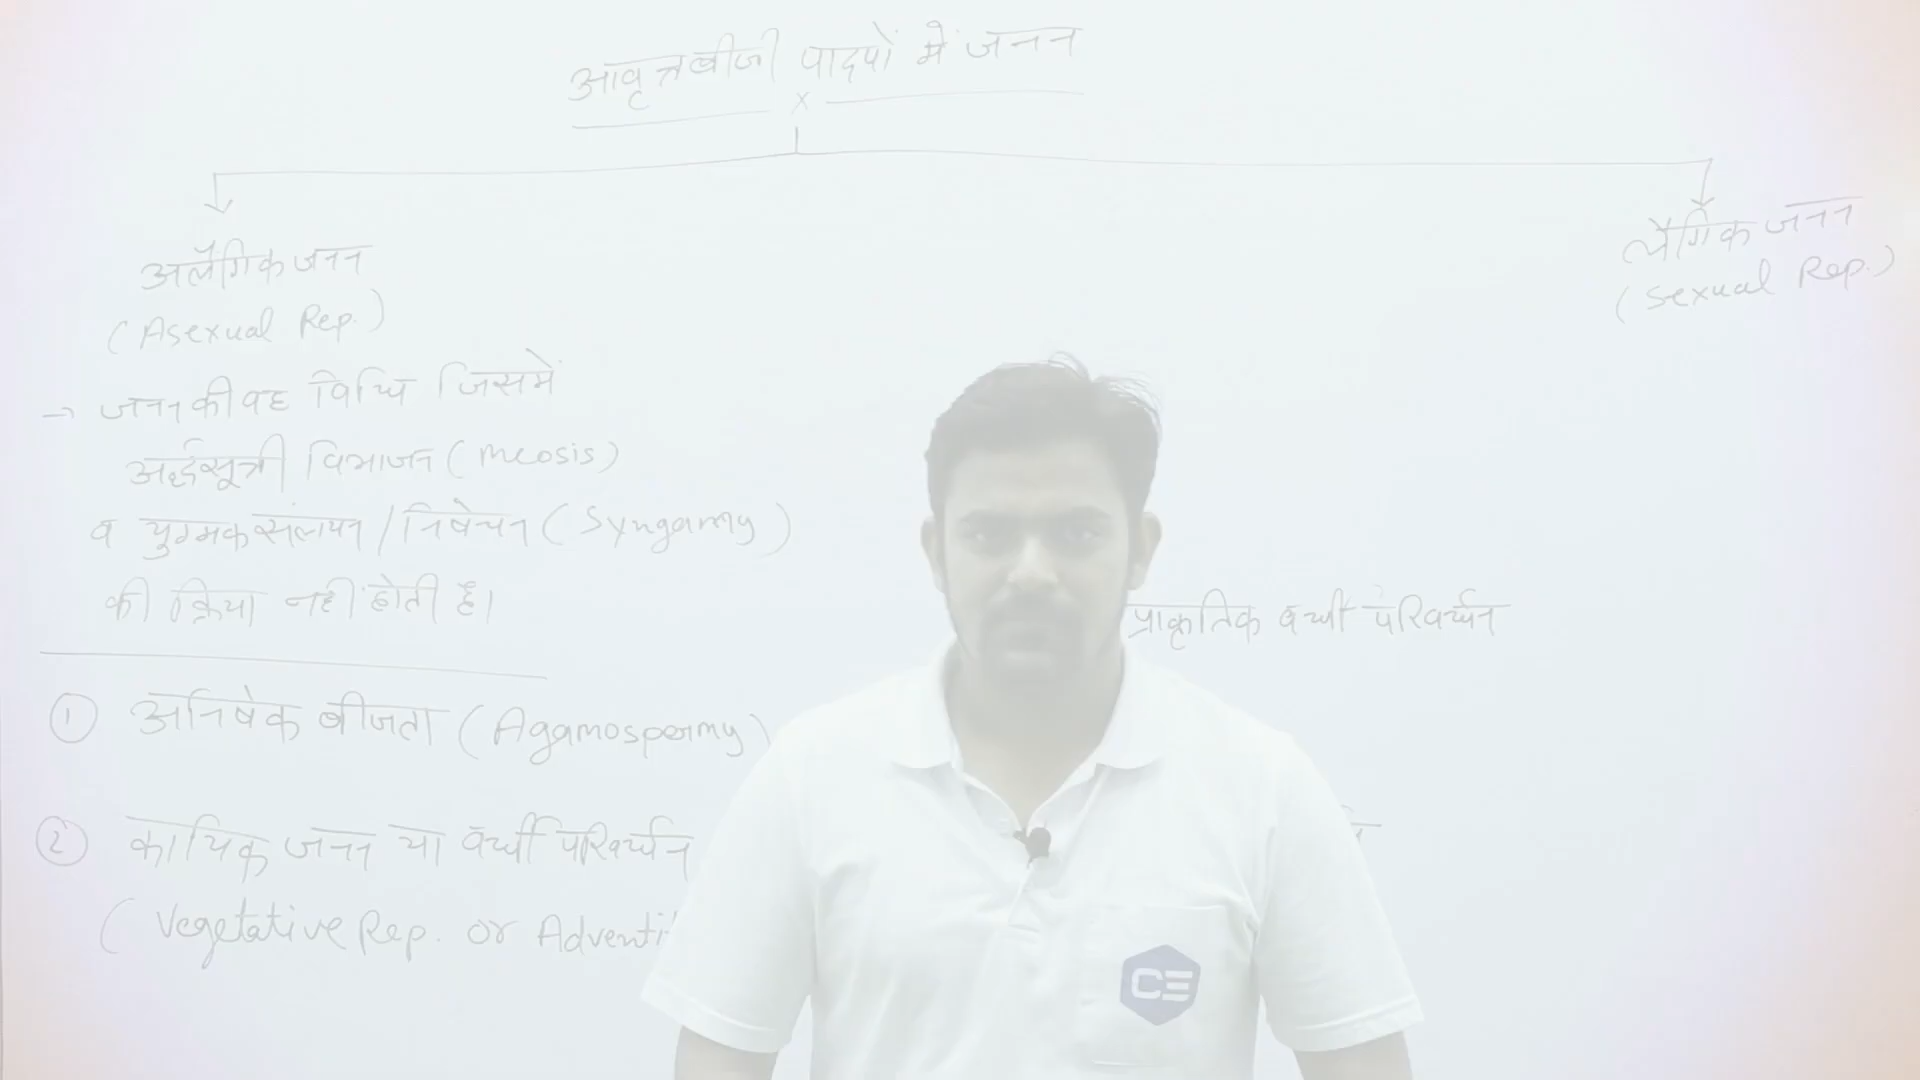 आवृत्तबीजी पादपों में जनन
x
अलैंगिक जनन
(Asexual Rep.)
→ जनन की वह विधि जिसमें
अर्द्धसूत्री विभाजन (Meosis)
व युग्मक संलयन / निषेचन (Syngamy)
की क्रिया नहीं होती है।
① अनिषेक बीजता (Agamospermy)
② कायिक जनन या वर्धी परिवर्धन
(Vegetative Rep. or Adventi
लैंगिक जनन
(Sexual Rep.)
प्राकृतिक वर्धी परिवर्धन
CE